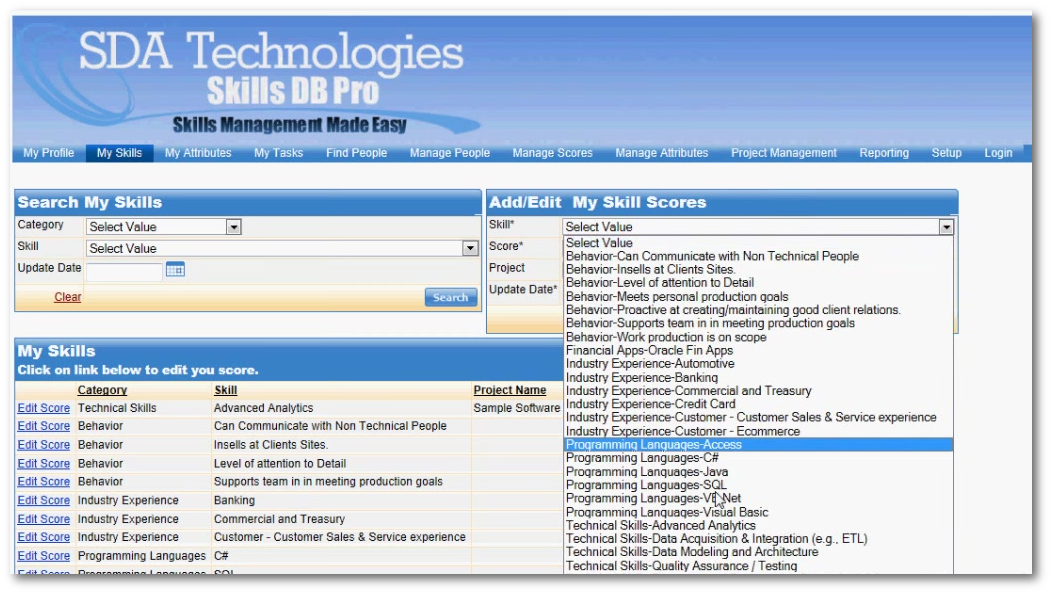 SDA Technologies
Skills DB Pro
Skills Management Made Easy
My Profile My Skills My Attributes My Tasks Find People Manage People Manage Scores Manage Attributes Project Management Reporting Setup Login
Search My Skills
Category Select Value
Skill Select Value
Update Date
Clear Search
Add/Edit My Skill Scores
Skill* Select Value
Score*
Project
Update Date*
Select Value
Behavior-Can Communicate with Non Technical People
Behavior-Insells at Clients Sites.
Behavior-Level of attention to Detail
Behavior-Meets personal production goals
Behavior-Proactive at creating/maintaining good client relations.
Behavior-Supports team in in meeting production goals
Behavior-Work production is on scope
Financial Apps-Oracle Fin Apps
Industry Experience-Automotive
Industry Experience-Banking
Industry Experience-Commercial and Treasury
Industry Experience-Credit Card
Industry Experience-Customer - Customer Sales & Service experience
Industry Experience-Customer - Ecommerce
Programming Languages-Access
Programming Languages-C#
Programming Languages-Java
Programming Languages-SQL
Programming Languages-VB.Net
Programming Languages-Visual Basic
Technical Skills-Advanced Analytics
Technical Skills-Data Acquisition & Integration (e.g., ETL)
Technical Skills-Data Modeling and Architecture
Technical Skills-Quality Assurance / Testing
My Skills
Click on link below to edit you score.
Category Skill Project Name
Edit Score Technical Skills Advanced Analytics Sample Software
Edit Score Behavior Can Communicate with Non Technical People
Edit Score Behavior Insells at Clients Sites.
Edit Score Behavior Level of attention to Detail
Edit Score Behavior Supports team in in meeting production goals
Edit Score Industry Experience Banking
Edit Score Industry Experience Commercial and Treasury
Edit Score Industry Experience Customer - Customer Sales & Service experience
Edit Score Programming Languages C#
Edit Score Programming Languages SQL